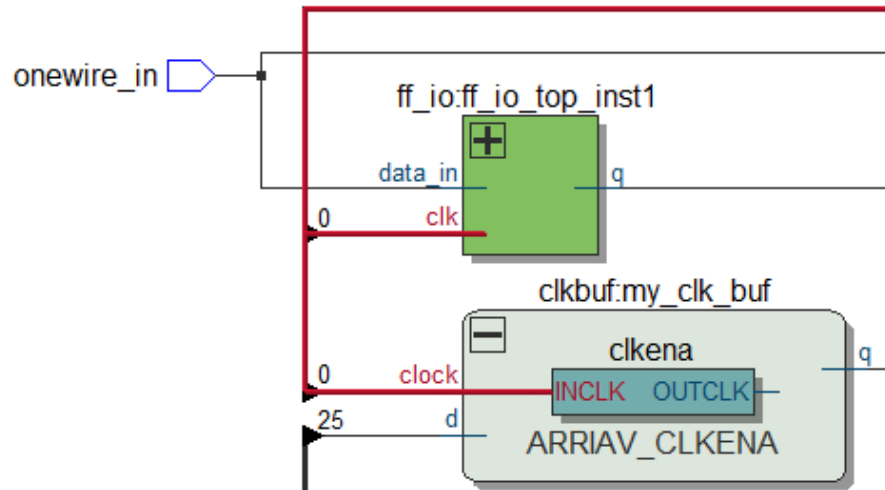 onewire_in
ff_io:ff_io_top_inst1
data_in
q
0
clk
clkbuf:my_clk_buf
clkena
q
0
clock
INCLK
OUTCLK
25
d
ARRIAV_CLKENA